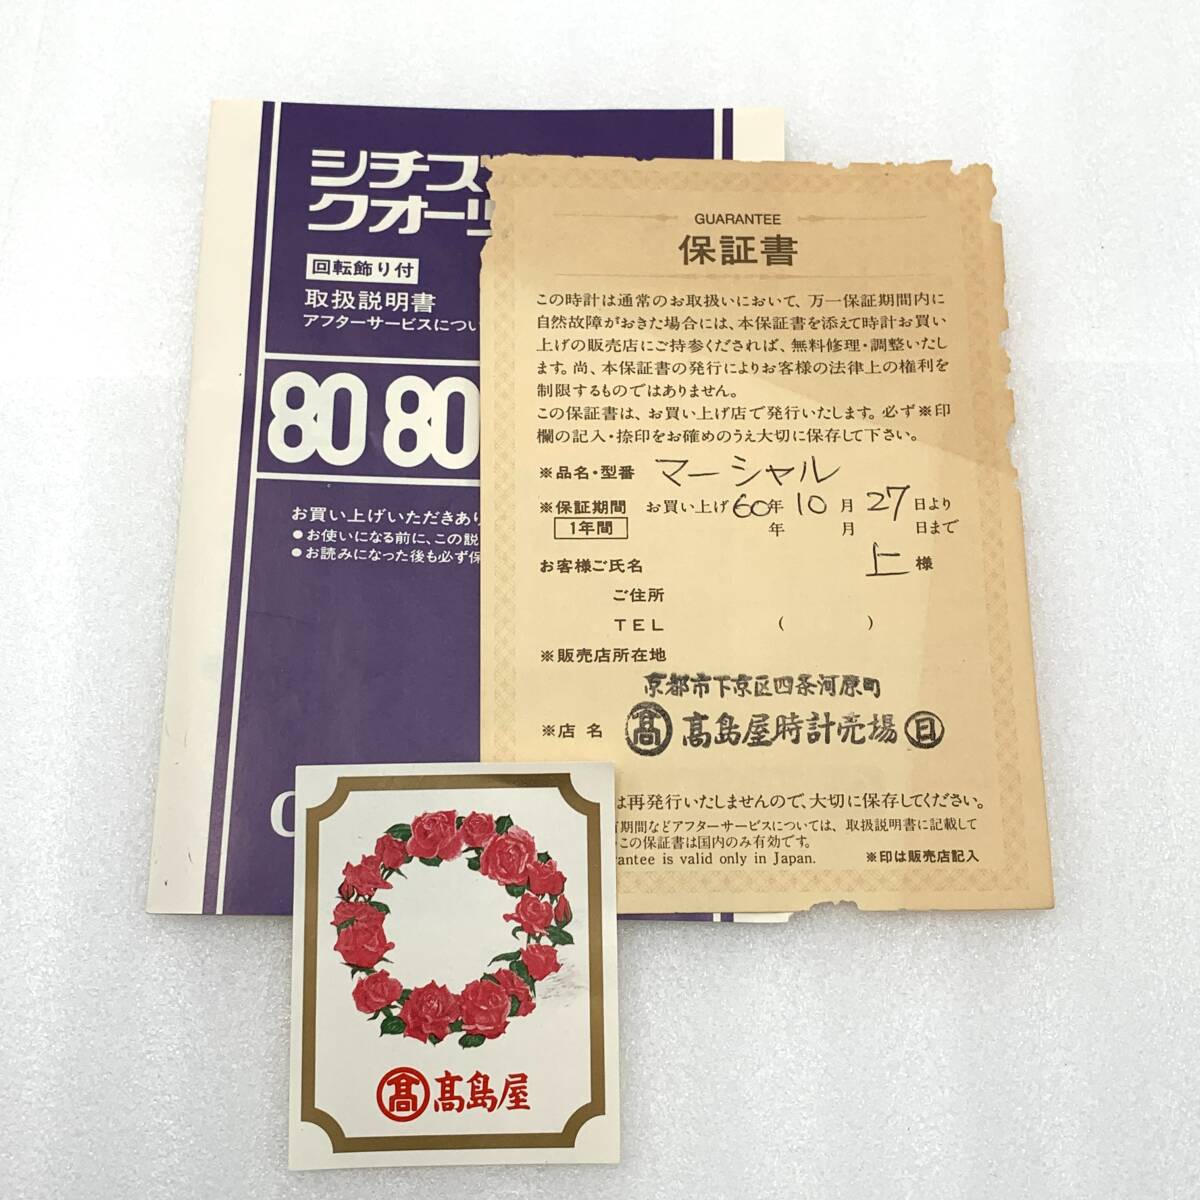 シチズ
クオーツ
回転飾り付
取扱説明書
アフターサービスについ
80 80
お買い上げいただきあり
●お使いになる前に、この説
●お読みになった後も必ず保
C
GUARANTEE
保証書
この時計は通常のお取扱いにおいて、万一保証期間内に
自然故障がおきた場合には、本保証書を添えて時計お買い
上げの販売店にご持参くだされば、無料修理・調整いたし
ます。尚、本保証書の発行によりお客様の法律上の権利を
制限するものではありません。
この保証書は、お買い上げ店で発行いたします。必ず※印
欄の記入・捺印をお確めのうえ大切に保存して下さい。
※品名・型番 マーシャル
※保証期間 お買い上げ 60年 10月 27日より
1年間 年 月 日まで
お客様ご氏名 上 様
ご住所
TEL ( )
※販売店所在地
京都市下京区四条河原町
※店名 髙 髙島屋時計売場 日
は再発行いたしませんので、大切に保存してください。
期間などアフターサービスについては、取扱説明書に記載して
この保証書は国内のみ有効です。
rantee is valid only in Japan. ※印は販売店記入
髙 髙島屋